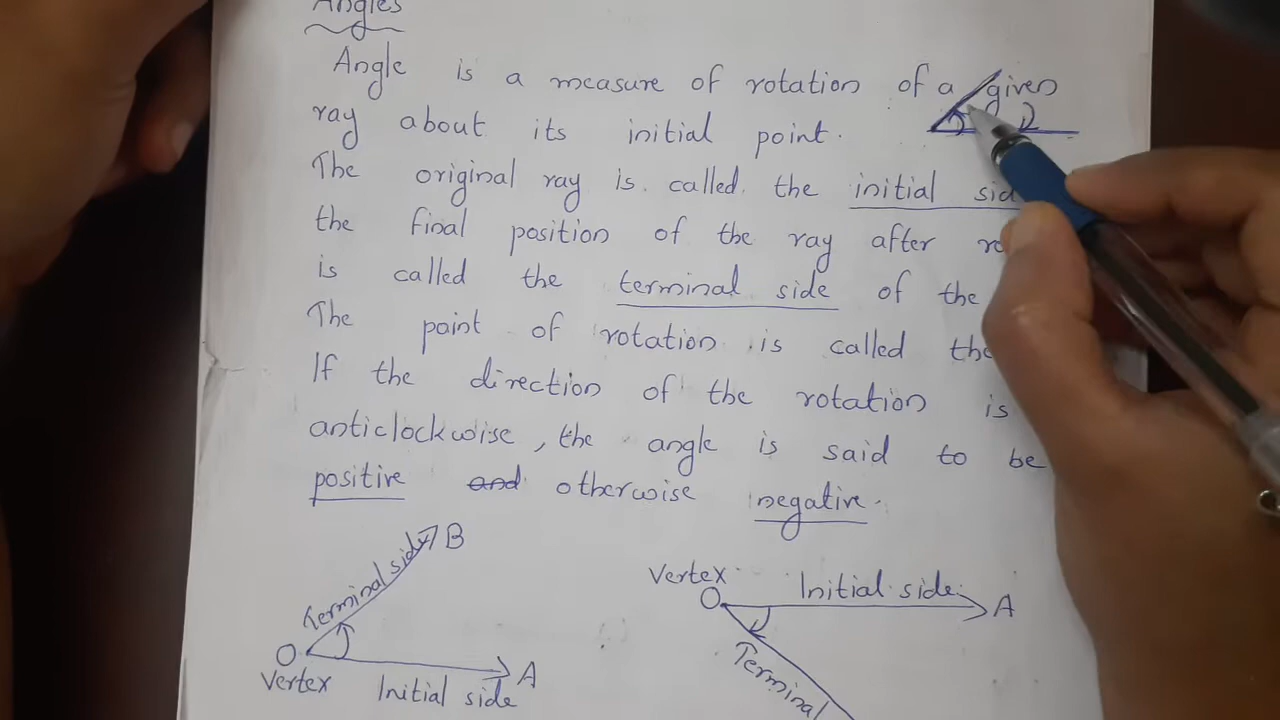 Angles
Angle is a measure of rotation of a given
ray about its initial point.
The original ray is called the initial
the final position of the ray after
is called the terminal side of the
The point of rotation is called the
If the direction of the rotation is
anticlockwise, the angle is said to be
positive and otherwise negative.
Terminal side B
O
Vertex
Initial side
A
Vertex
O
Initial side
A
Terminal